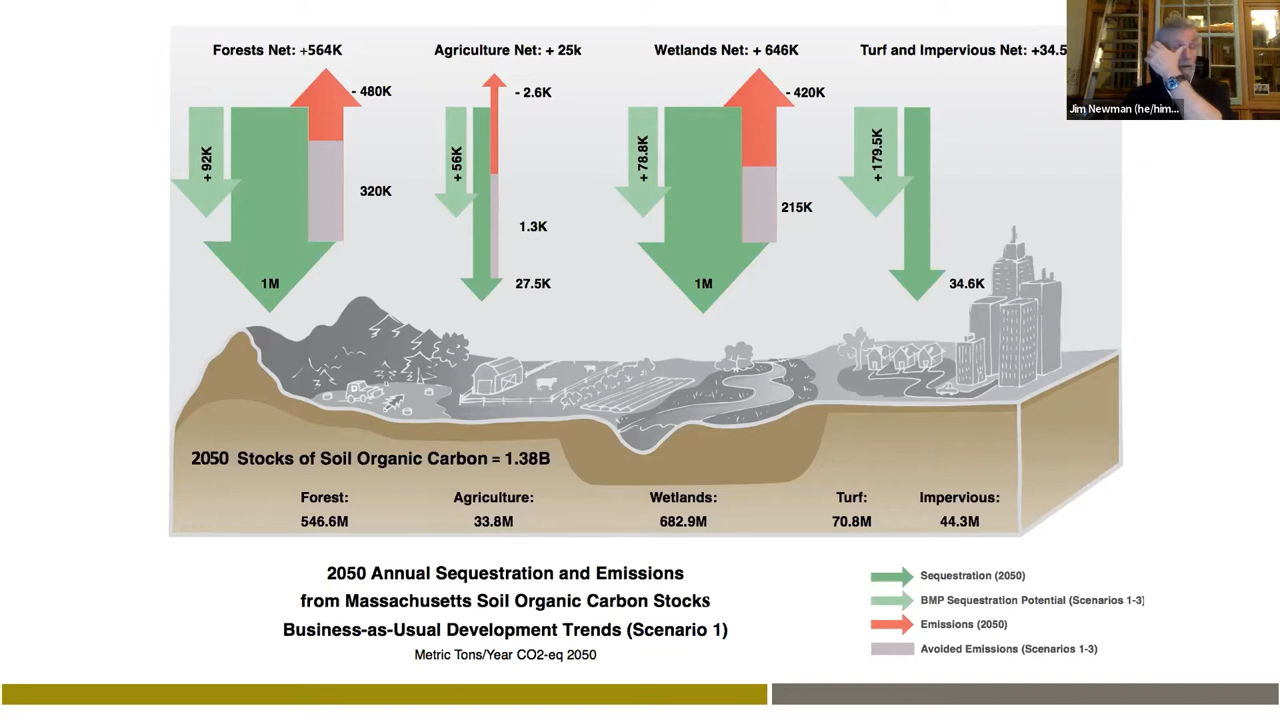 Forests Net: +564K
Agriculture Net: + 25k
Wetlands Net: + 646K
Turf and Impervious Net: +34.5
Jim Newman (he/him...
- 480K
- 2.6K
- 420K
+ 92K
+ 56K
+ 78.8K
+ 179.5K
320K
1.3K
215K
1M
27.5K
1M
34.6K
2050 Stocks of Soil Organic Carbon = 1.38B
Forest:
546.6M
Agriculture:
33.8M
Wetlands:
682.9M
Turf:
70.8M
Impervious:
44.3M
2050 Annual Sequestration and Emissions
from Massachusetts Soil Organic Carbon Stocks
Business-as-Usual Development Trends (Scenario 1)
Metric Tons/Year CO2-eq 2050
Sequestration (2050)
BMP Sequestration Potential (Scenarios 1-3)
Emissions (2050)
Avoided Emissions (Scenarios 1-3)